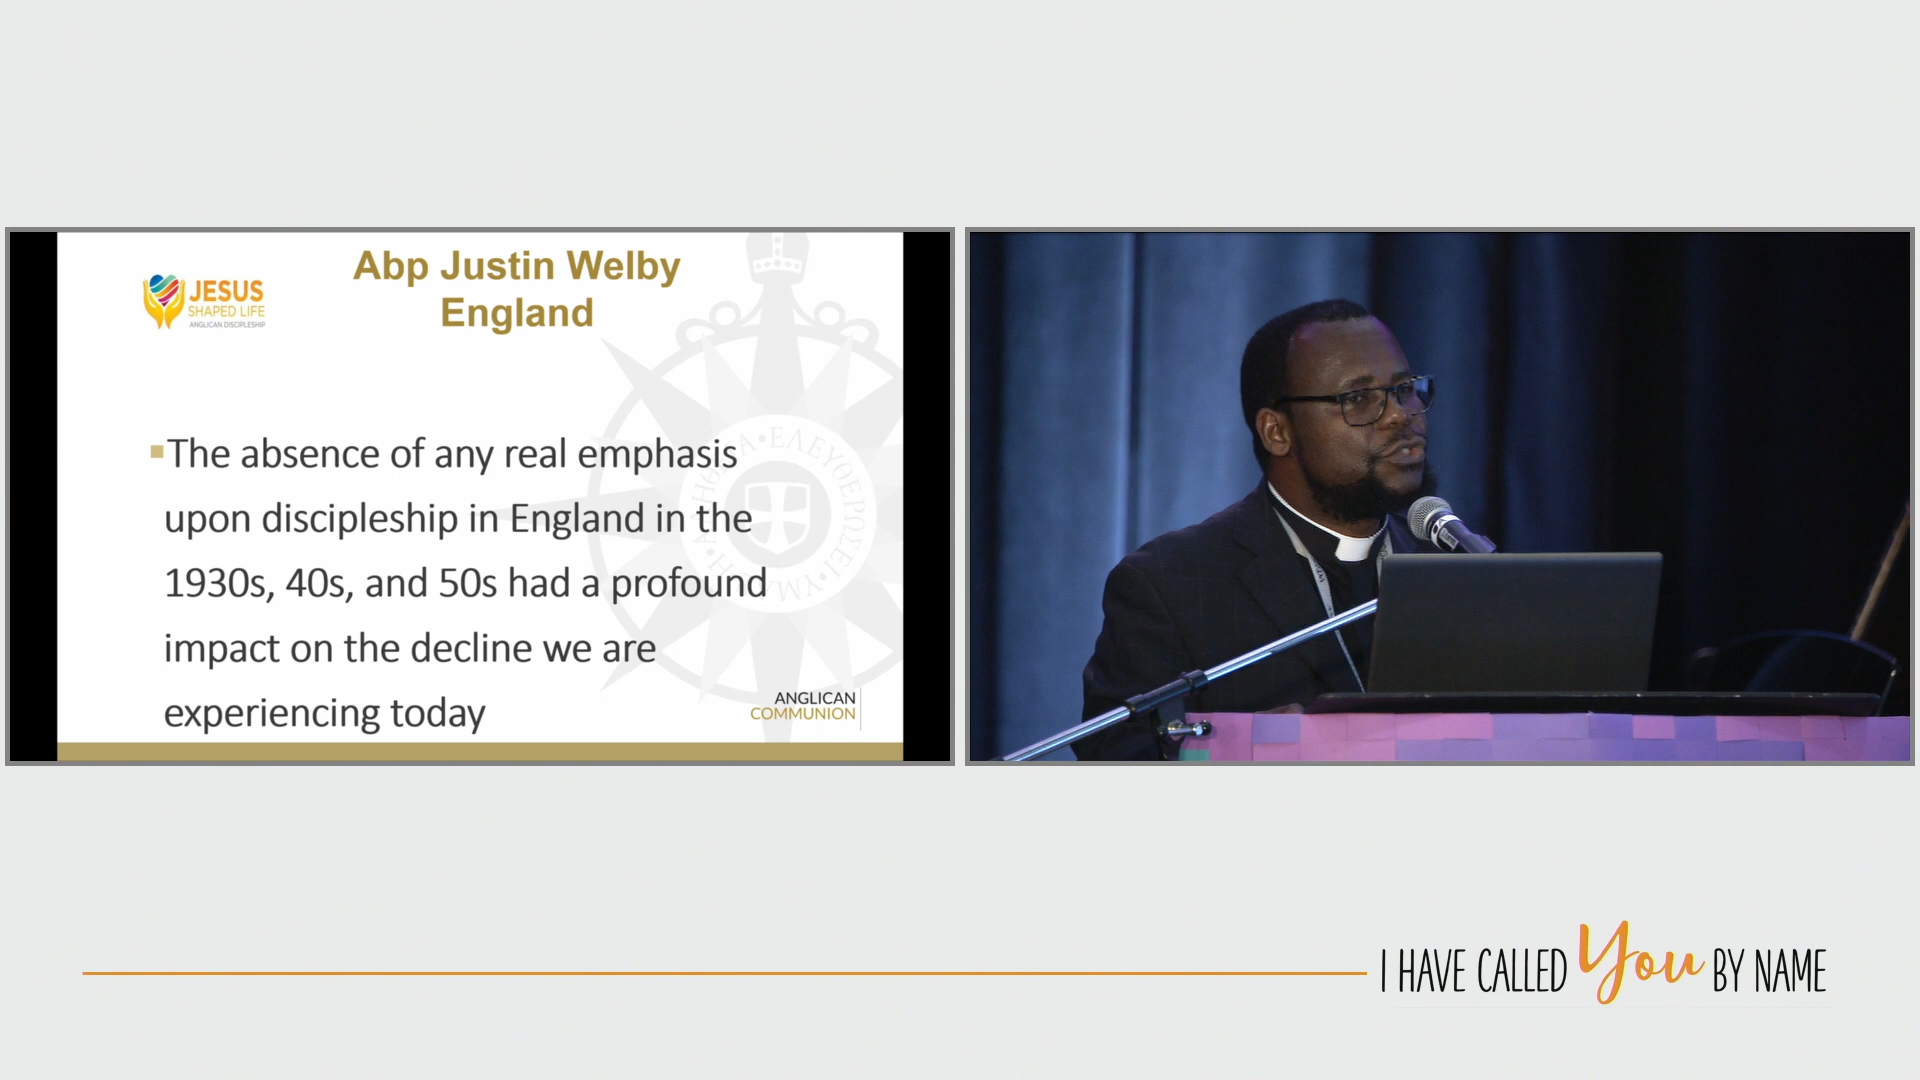 JESUS
SHAPED LIFE
ANGLICAN DISCIPLESHIP
Abp Justin Welby
England
The absence of any real emphasis
upon discipleship in England in the
1930s, 40s, and 50s had a profound
impact on the decline we are
experiencing today
ANGLICAN
COMMUNION
I HAVE CALLED You BY NAME